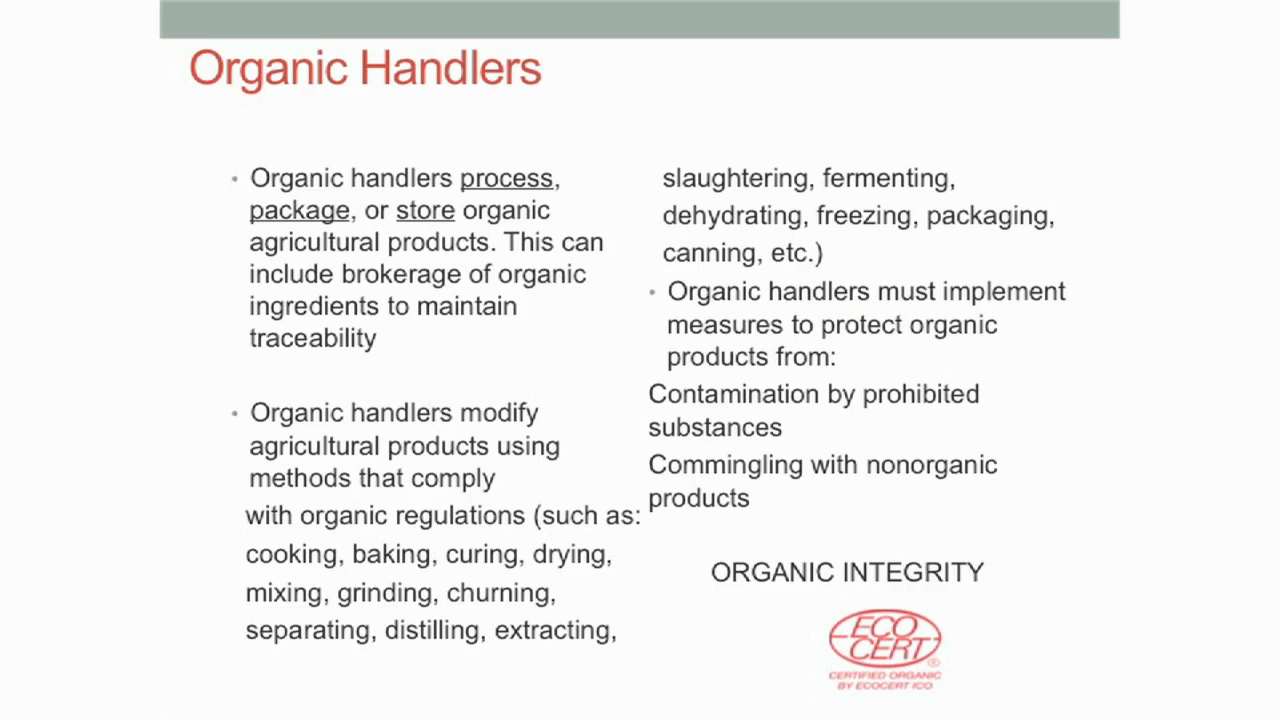 Organic Handlers
• Organic handlers process,
package, or store organic
agricultural products. This can
include brokerage of organic
ingredients to maintain
traceability
• Organic handlers modify
agricultural products using
methods that comply
with organic regulations (such as:
cooking, baking, curing, drying,
mixing, grinding, churning,
separating, distilling, extracting,
slaughtering, fermenting,
dehydrating, freezing, packaging,
canning, etc.)
• Organic handlers must implement
measures to protect organic
products from:
Contamination by prohibited
substances
Commingling with nonorganic
products
ORGANIC INTEGRITY
ECO
CERT®
CERTIFIED ORGANIC
BY ECOCERT ICO